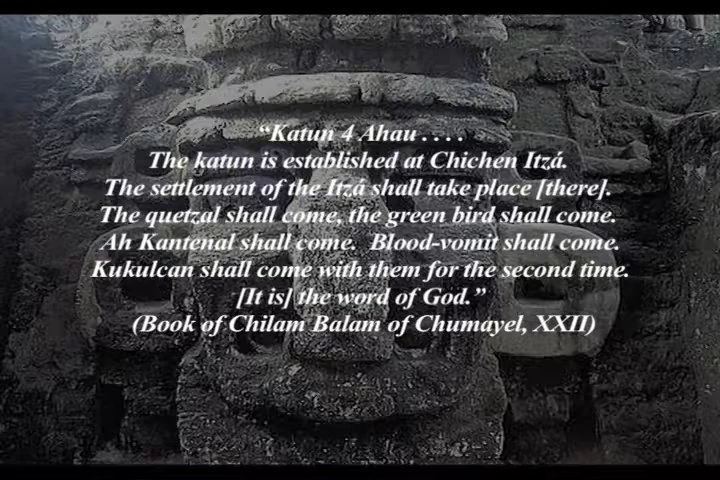 “Katun 4 Ahau . . . .
The katun is established at Chichen Itzá.
The settlement of the Itzá shall take place [there].
The quetzal shall come, the green bird shall come.
Ah Kantenal shall come. Blood-vomit shall come.
Kukulcan shall come with them for the second time.
[It is] the word of God.”
(Book of Chilam Balam of Chumayel, XXII)